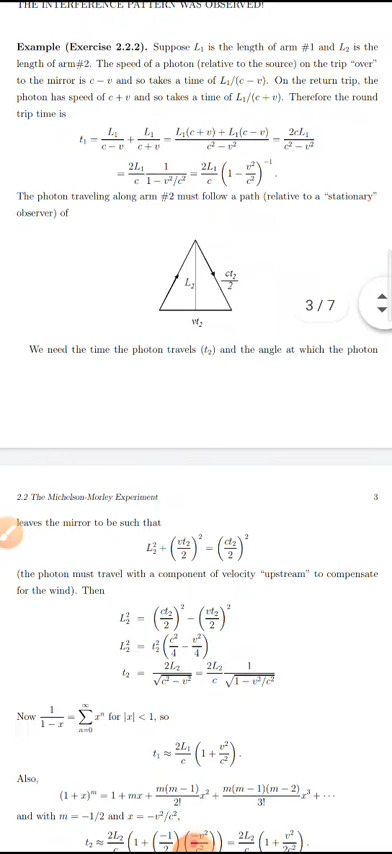 THE INTERFERENCE PATTERN WAS OBSERVED!
Example (Exercise 2.2.2). Suppose L₁ is the length of arm #1 and L₂ is the
length of arm#2. The speed of a photon (relative to the source) on the trip “over”
to the mirror is c − v and so takes a time of L₁/(c − v). On the return trip, the
photon has speed of c + v and so takes a time of L₁/(c + v). Therefore the round
trip time is
t₁ = L₁/(c − v) + L₁/(c + v) = (L₁(c + v) + L₁(c − v))/(c² − v²) = 2cL₁/(c² − v²)
= (2L₁/c) 1/(1 − v²/c²) = (2L₁/c) (1 − v²/c²)⁻¹.
The photon traveling along arm #2 must follow a path (relative to a “stationary”
observer) of
L₂
ct₂/2
vt₂
3 / 7
We need the time the photon travels (t₂) and the angle at which the photon
2.2 The Michelson-Morley Experiment 3
leaves the mirror to be such that
L₂² + (vt₂/2)² = (ct₂/2)²
(the photon must travel with a component of velocity “upstream” to compensate
for the wind). Then
L₂² = (ct₂/2)² − (vt₂/2)²
L₂² = t₂² (c²/4 − v²/4)
t₂ = 2L₂/√(c² − v²) = (2L₂/c) 1/√(1 − v²/c²)
Now 1/(1 − x) = ∑_{n=0}^{∞} xⁿ for |x| < 1, so
t₁ ≈ (2L₁/c) (1 + v²/c²).
Also,
(1 + x)ᵐ = 1 + mx + (m(m − 1)/2!) x² + (m(m − 1)(m − 2)/3!) x³ + ⋯
and with m = −1/2 and x = −v²/c²,
t₂ ≈ (2L₂/c) (1 + (−1/2)(−v²/c²)) = (2L₂/c) (1 + v²/2c²).